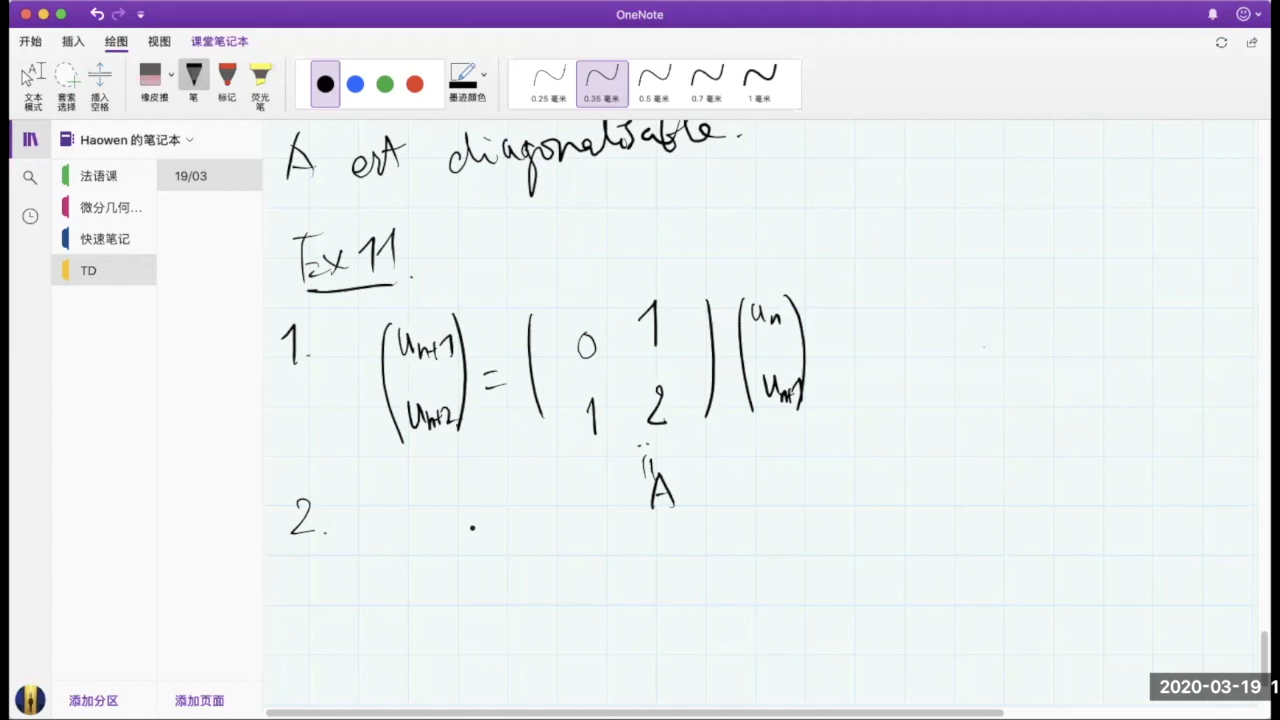 OneNote
开始 插入 绘图 视图 课堂笔记本
文本模式 套索选择 插入空格 橡皮擦 笔 标记 荧光笔 墨迹颜色 0.25 毫米 0.35 毫米 0.5 毫米 0.7 毫米 1 毫米
Haowen 的笔记本
法语课
微分几何...
快速笔记
TD
19/03
A est diagonalisable.
Ex 11.
1. (u_{n+1} u_{n+2}) = (0 1 1 2) (u_n u_{n+1})
"
A
2.
添加分区 添加页面
2020-03-19 1